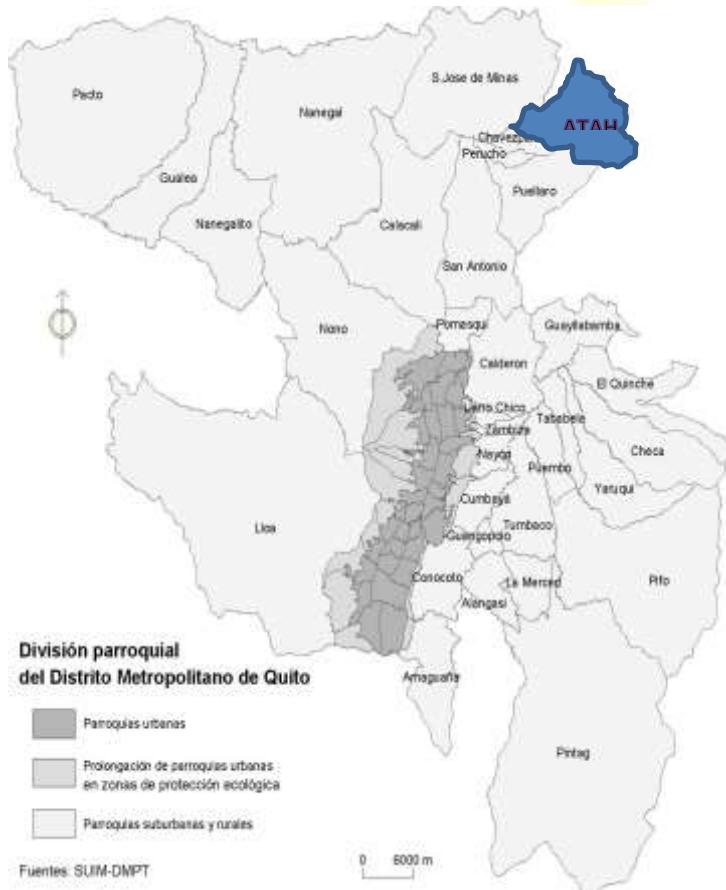 Pacto
Gualea
Nanegalito
Nanegal
S.Jose de Minas
Perucho
Puellaro
Calacali
San Antonio
Nono
Pomasqui
Guayllabamba
Calderon
El Quinche
Llano Chico
Zambiza
Tababela
Checa
Nayon
Puembo
Yaruqui
Lloa
Cumbaya
Tumbaco
Guangopolo
Conocoto
La Merced
Pifo
Alangasi
Amaguaña
Pintag
División parroquial
del Distrito Metropolitano de Quito
Parroquias urbanas
Prolongación de parroquias urbanas
en zonas de protección ecológica
Parroquias suburbanas y rurales
Fuentes: SUIM-DMPT
0 6000 m